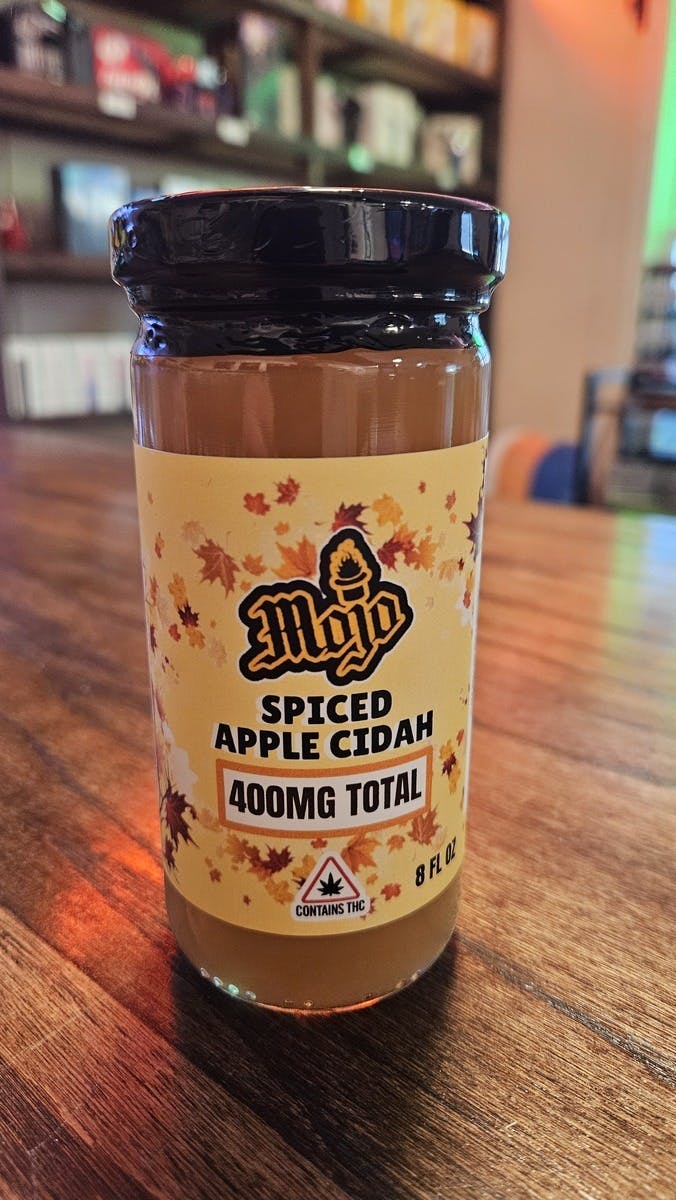 Mojo
SPICED
APPLE CIDAH
400MG TOTAL
8 FL OZ
CONTAINS THC